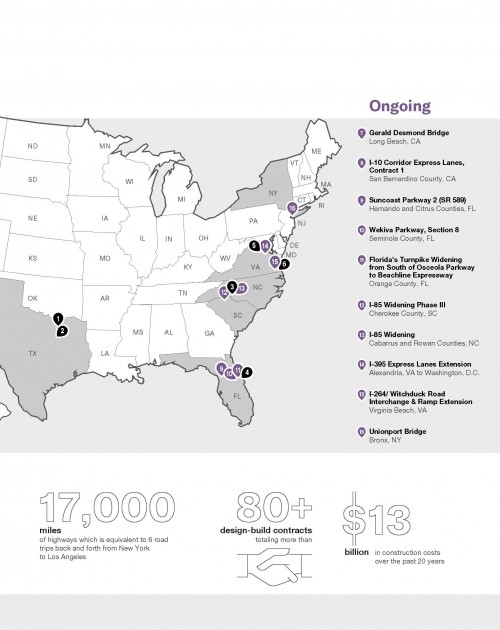 Ongoing
7 Gerald Desmond Bridge
Long Beach, CA
8 I-10 Corridor Express Lanes,
Contract 1
San Bernardino County, CA
9 Suncoast Parkway 2 (SR 589)
Hernando and Citrus Counties, FL
10 Wekiva Parkway, Section 8
Seminole County, FL
11 Florida's Turnpike Widening
from South of Osceola Parkway
to Beachline Expressway
Orange County, FL
12 I-85 Widening Phase III
Cherokee County, SC
13 I-85 Widening
Cabarrus and Rowan Counties, NC
14 I-395 Express Lanes Extension
Alexandria, VA to Washington, D.C.
15 I-264/ Witchduck Road
Interchange & Ramp Extension
Virginia Beach, VA
16 Unionport Bridge
Bronx, NY
ME
ND
MN
VT
NH
SD
WI
MI
NY
MA
CT
RI
16
NE
IA
PA
NJ
IL
IN
OH
5
14
DE
MD
KS
MO
WV
VA
15
6
KY
3
13
NC
12
OK
AR
TN
SC
1
2
MS
AL
GA
TX
LA
9
10
11
4
FL
17,000
miles
of highways which is equivalent to 6 road
trips back and forth from New York
to Los Angeles
80+
design-build contracts
totaling more than
$13
billion in construction costs
over the past 20 years